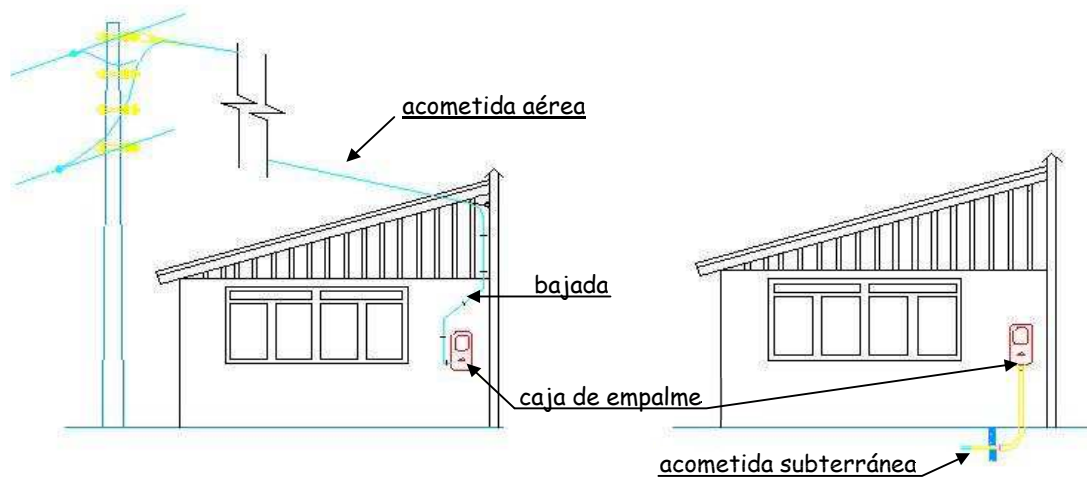 acometida aérea
bajada
caja de empalme
acometida subterránea